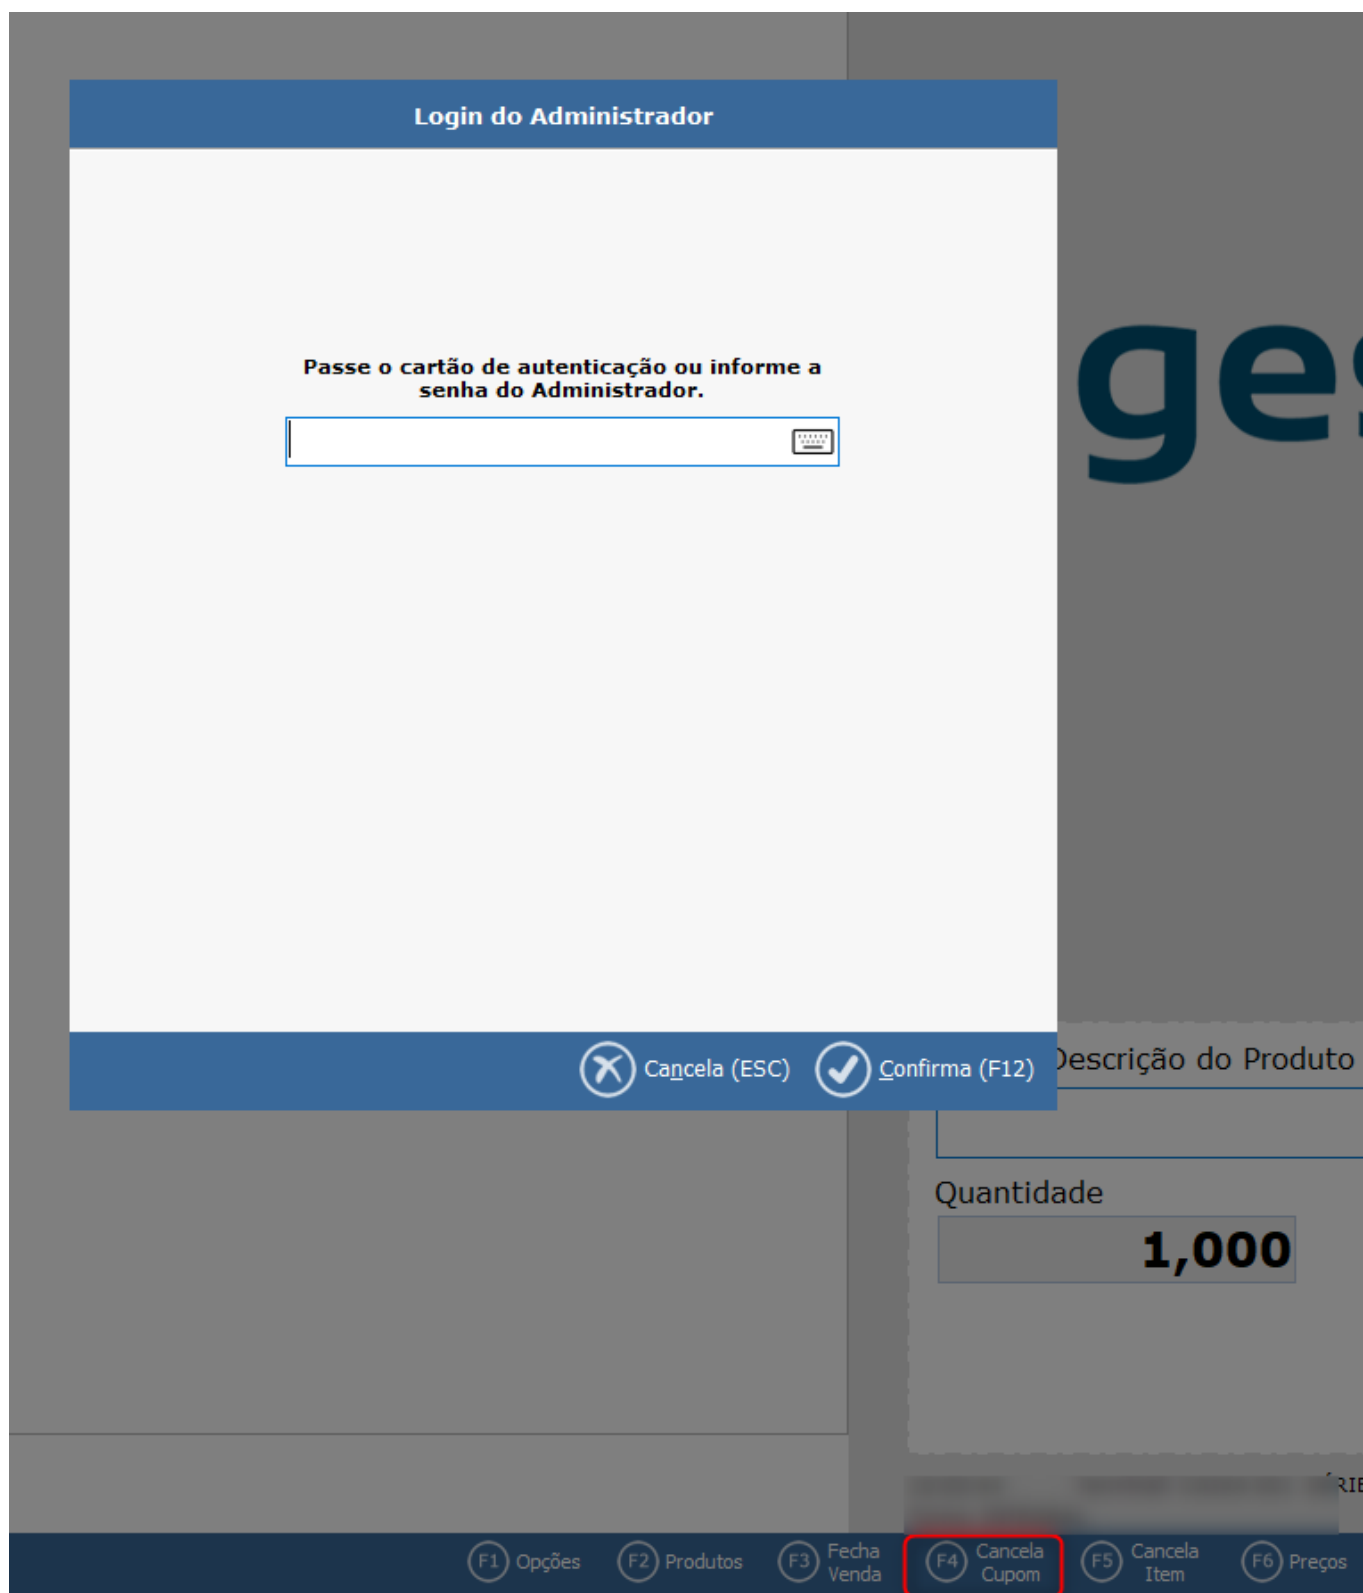 Login do Administrador
ges
Passe o cartão de autenticação ou informe a
senha do Administrador.
Cancela (ESC) Confirma (F12)
Descrição do Produto
Quantidade
1,000
F1 Opções F2 Produtos F3 Fecha Venda F4 Cancela Cupom F5 Cancela Item F6 Preços